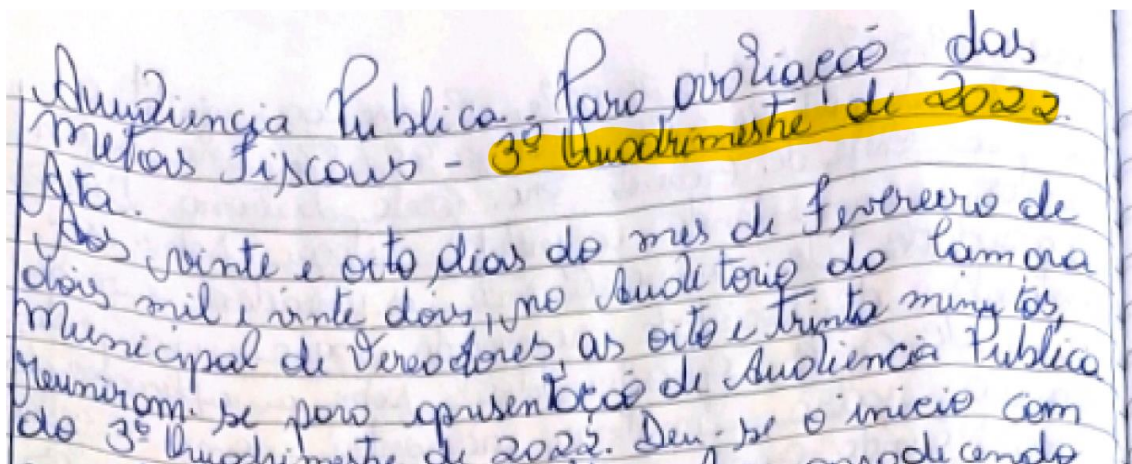 Audiencia Publica. Para avaliação das
metas Fiscais - 3º Quadrimestre de 2022.
Ata.
Aos vinte e oito dias do mes de Fevereiro de
dois mil e vinte dois, no Auditorio da Camara
Municipal de Vereadores, as oito e trinta minutos,
reuniram-se para apresentação de Audiencia Publica
do 3º Quadrimestre de 2022. Deu-se o inicio com